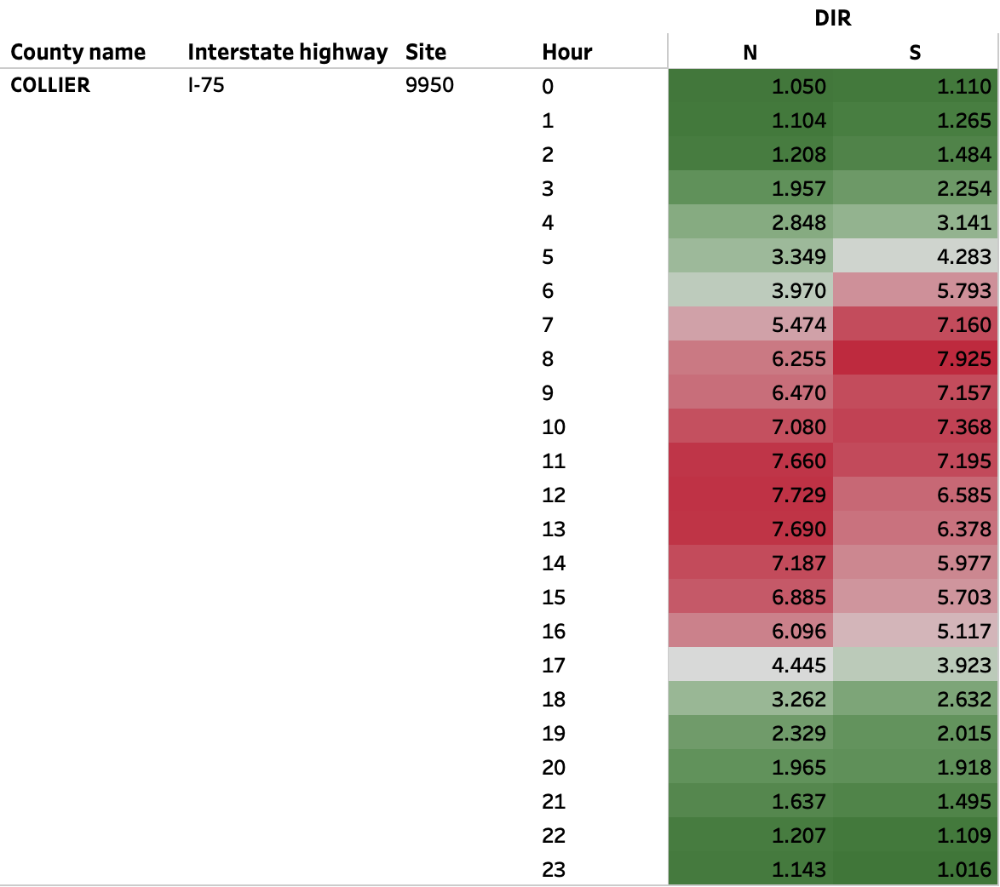 DIR
County name Interstate highway Site Hour N S
COLLIER I-75 9950 0 1.050 1.110
1 1.104 1.265
2 1.208 1.484
3 1.957 2.254
4 2.848 3.141
5 3.349 4.283
6 3.970 5.793
7 5.474 7.160
8 6.255 7.925
9 6.470 7.157
10 7.080 7.368
11 7.660 7.195
12 7.729 6.585
13 7.690 6.378
14 7.187 5.977
15 6.885 5.703
16 6.096 5.117
17 4.445 3.923
18 3.262 2.632
19 2.329 2.015
20 1.965 1.918
21 1.637 1.495
22 1.207 1.109
23 1.143 1.016